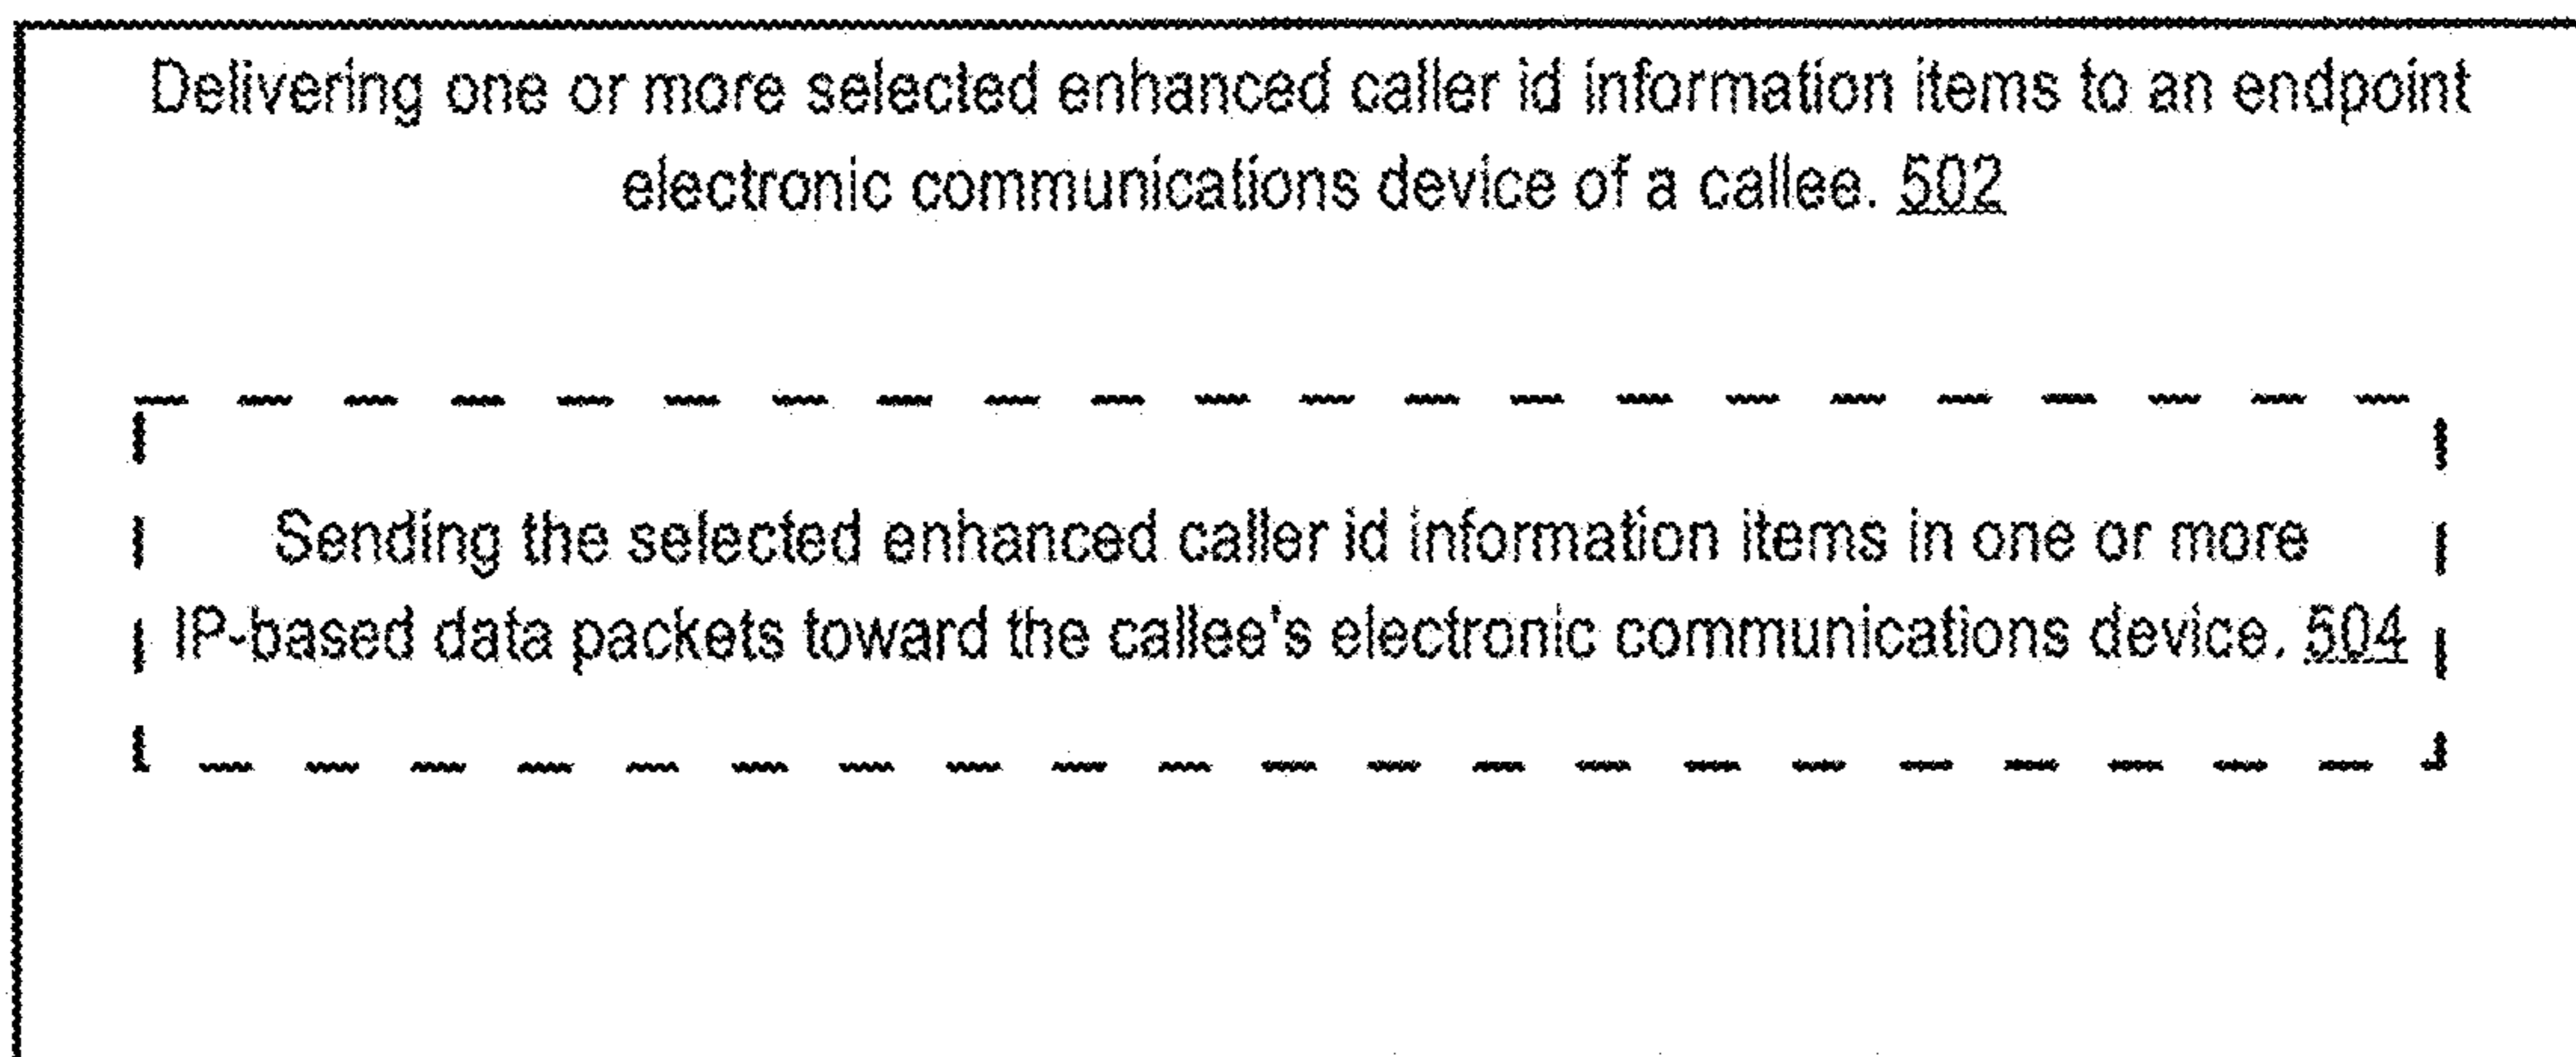 Delivering one or more selected enhanced caller id information items to an endpoint
electronic communications device of a callee. 502
Sending the selected enhanced caller id information items in one or more
IP-based data packets toward the callee's electronic communications device. 504